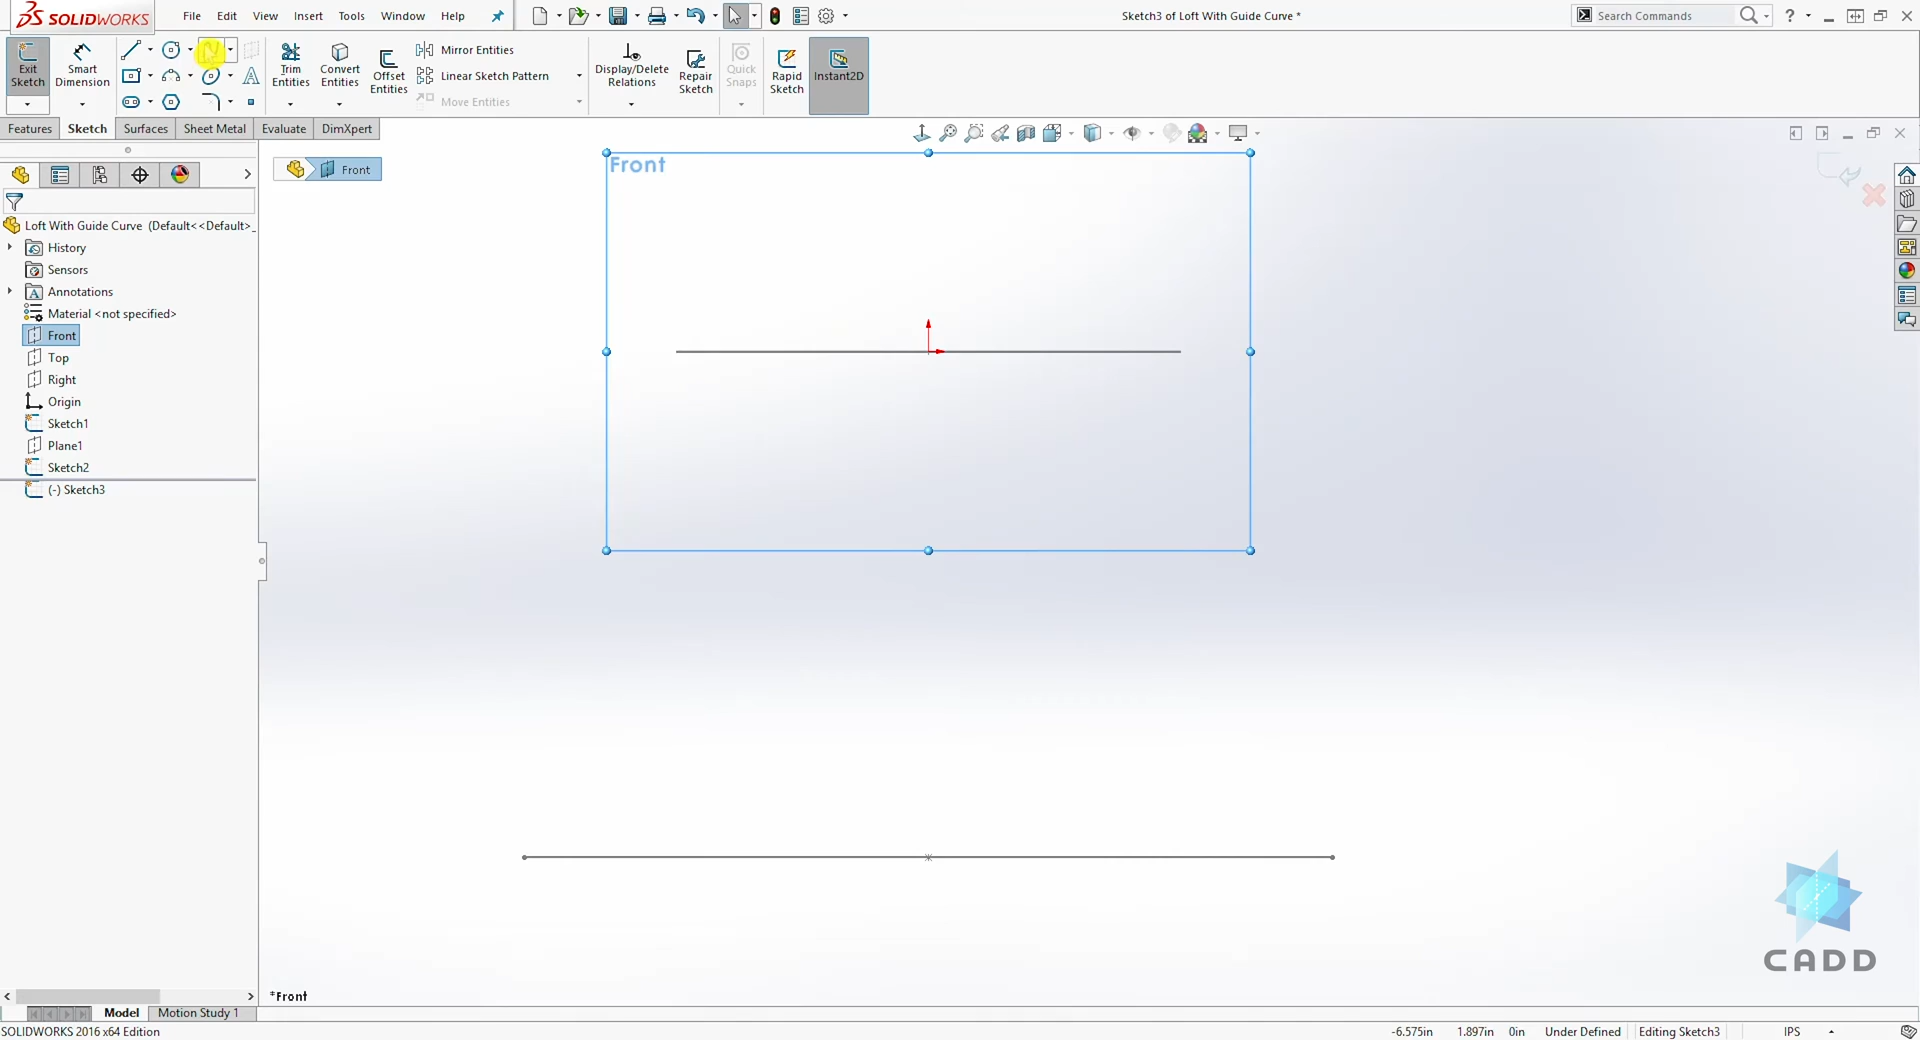 SOLIDWORKS
File Edit View Insert Tools Window Help
Sketch3 of Loft With Guide Curve *
Search Commands
Exit Sketch
Smart Dimension
Trim Entities
Convert Entities
Offset Entities
Mirror Entities
Linear Sketch Pattern
Move Entities
Display/Delete Relations
Repair Sketch
Quick Snaps
Rapid Sketch
Instant2D
Features Sketch Surfaces Sheet Metal Evaluate DimXpert
Front
Front
Loft With Guide Curve (Default<<Default>_
History
Sensors
Annotations
Material <not specified>
Front
Top
Right
Origin
Sketch1
Plane1
Sketch2
(-) Sketch3
CADD
*Front
Model Motion Study 1
SOLIDWORKS 2016 x64 Edition
-6.575in 1.897in 0in Under Defined Editing Sketch3 IPS